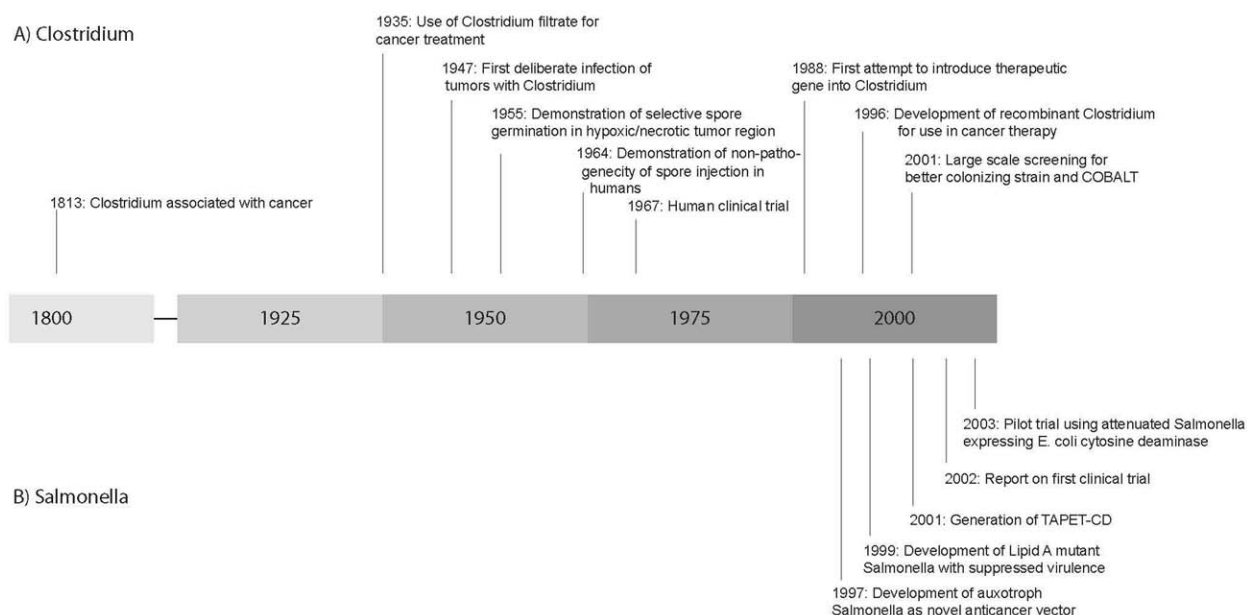 A) Clostridium
1935: Use of Clostridium filtrate for
cancer treatment
1947: First deliberate infection of
tumors with Clostridium
1955: Demonstration of selective spore
germination in hypoxic/necrotic tumor region
1964: Demonstration of non-patho-
genecity of spore injection in
humans
1967: Human clinical trial
1813: Clostridium associated with cancer
1988: First attempt to introduce therapeutic
gene into Clostridium
1996: Development of recombinant Clostridium
for use in cancer therapy
2001: Large scale screening for
better colonizing strain and COBALT
1800
1925
1950
1975
2000
B) Salmonella
2003: Pilot trial using attenuated Salmonella
expressing E. coli cytosine deaminase
2002: Report on first clinical trial
2001: Generation of TAPET-CD
1999: Development of Lipid A mutant
Salmonella with suppressed virulence
1997: Development of auxotroph
Salmonella as novel anticancer vector